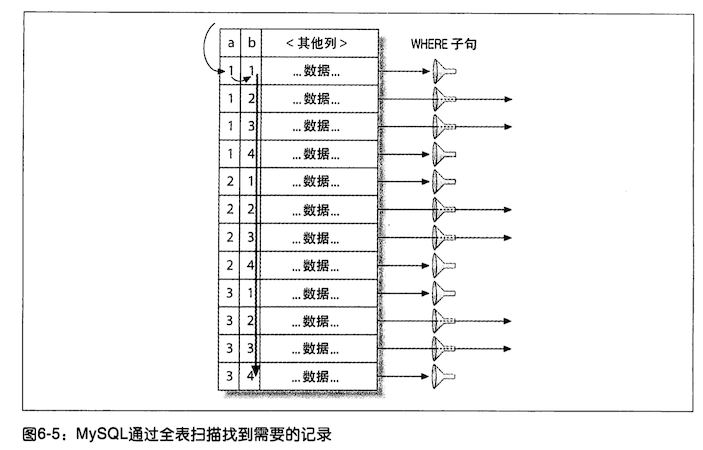 a b <其他列> WHERE 子句
1 1 ...数据...
1 2 ...数据...
1 3 ...数据...
1 4 ...数据...
2 1 ...数据...
2 2 ...数据...
2 3 ...数据...
2 4 ...数据...
3 1 ...数据...
3 2 ...数据...
3 3 ...数据...
3 4 ...数据...
图6-5：MySQL通过全表扫描找到需要的记录